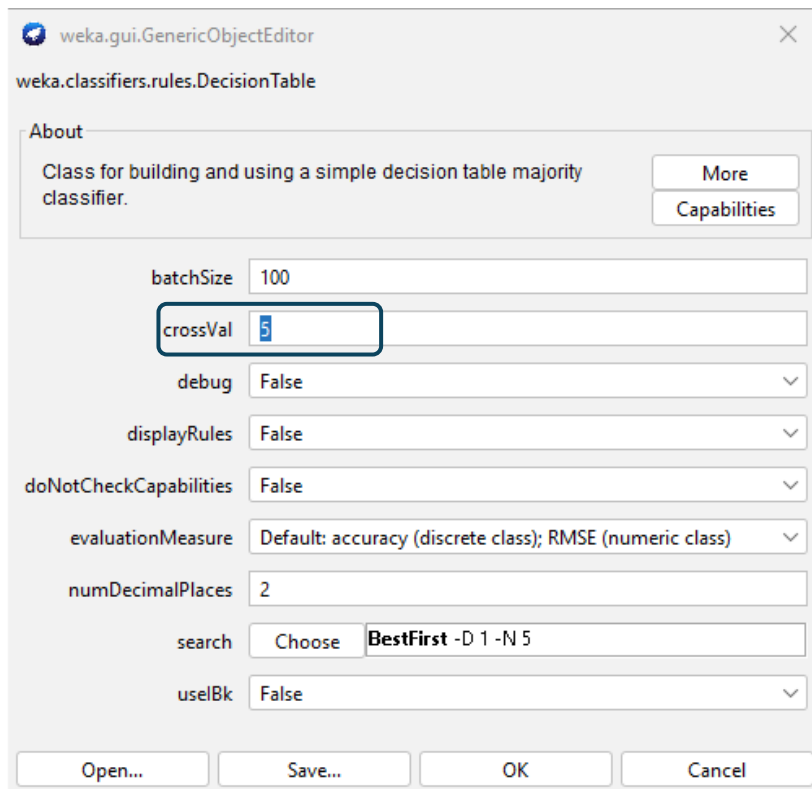 weka.gui.GenericObjectEditor
weka.classifiers.rules.DecisionTable
About
Class for building and using a simple decision table majority
classifier.
More
Capabilities
batchSize 100
crossVal 5
debug False
displayRules False
doNotCheckCapabilities False
evaluationMeasure Default: accuracy (discrete class); RMSE (numeric class)
numDecimalPlaces 2
search Choose BestFirst -D 1 -N 5
useIBk False
Open... Save... OK Cancel